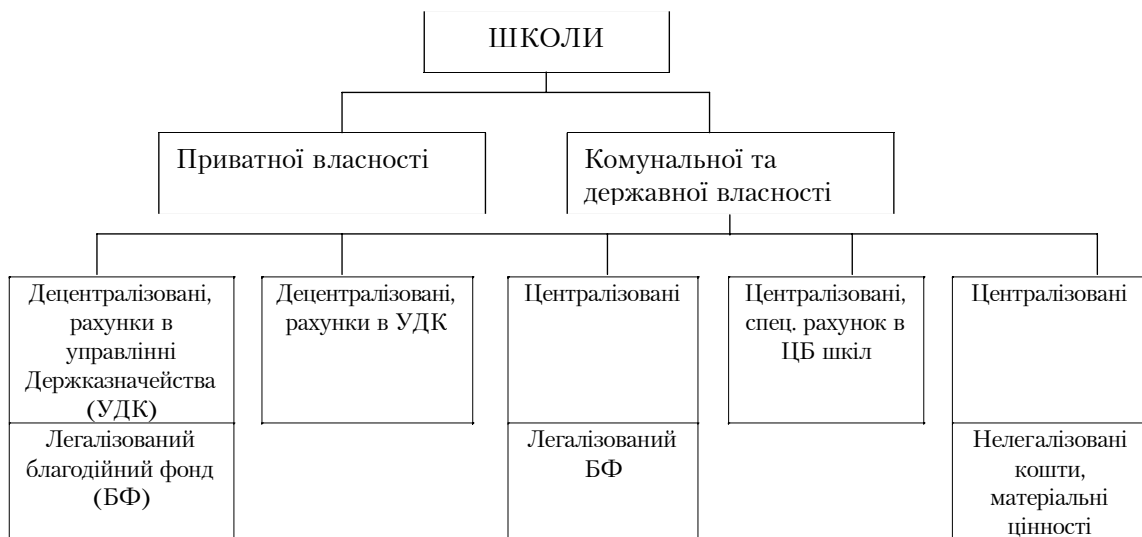 ШКОЛИ
Приватної власності
Комунальної та
державної власності
Децентралізовані,
рахунки в
управлінні
Держказначейства
(УДК)
Децентралізовані,
рахунки в УДК
Централізовані
Централізовані,
спец. рахунок в
ЦБ шкіл
Централізовані
Легалізований
благодійний фонд
(БФ)
Легалізований
БФ
Нелегалізовані
кошти,
матеріальні
цінності